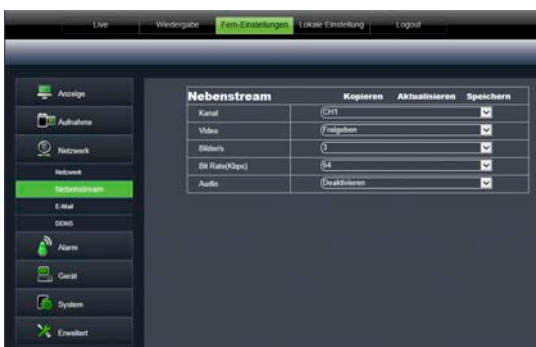 Live Wiedergabe Fern-Einstellungen Lokale Einstellung Logout
Anzeige
Aufnahme
Netzwerk
Netzwerk
Nebenstream
E-Mail
DDNS
Alarm
Gerät
System
Erweitert
Nebenstream Kopieren Aktualisieren Speichern
Kanal CH1
Video Freigeben
Bilder/s 3
Bit Rate(Kbps) 64
Audio Deaktivieren